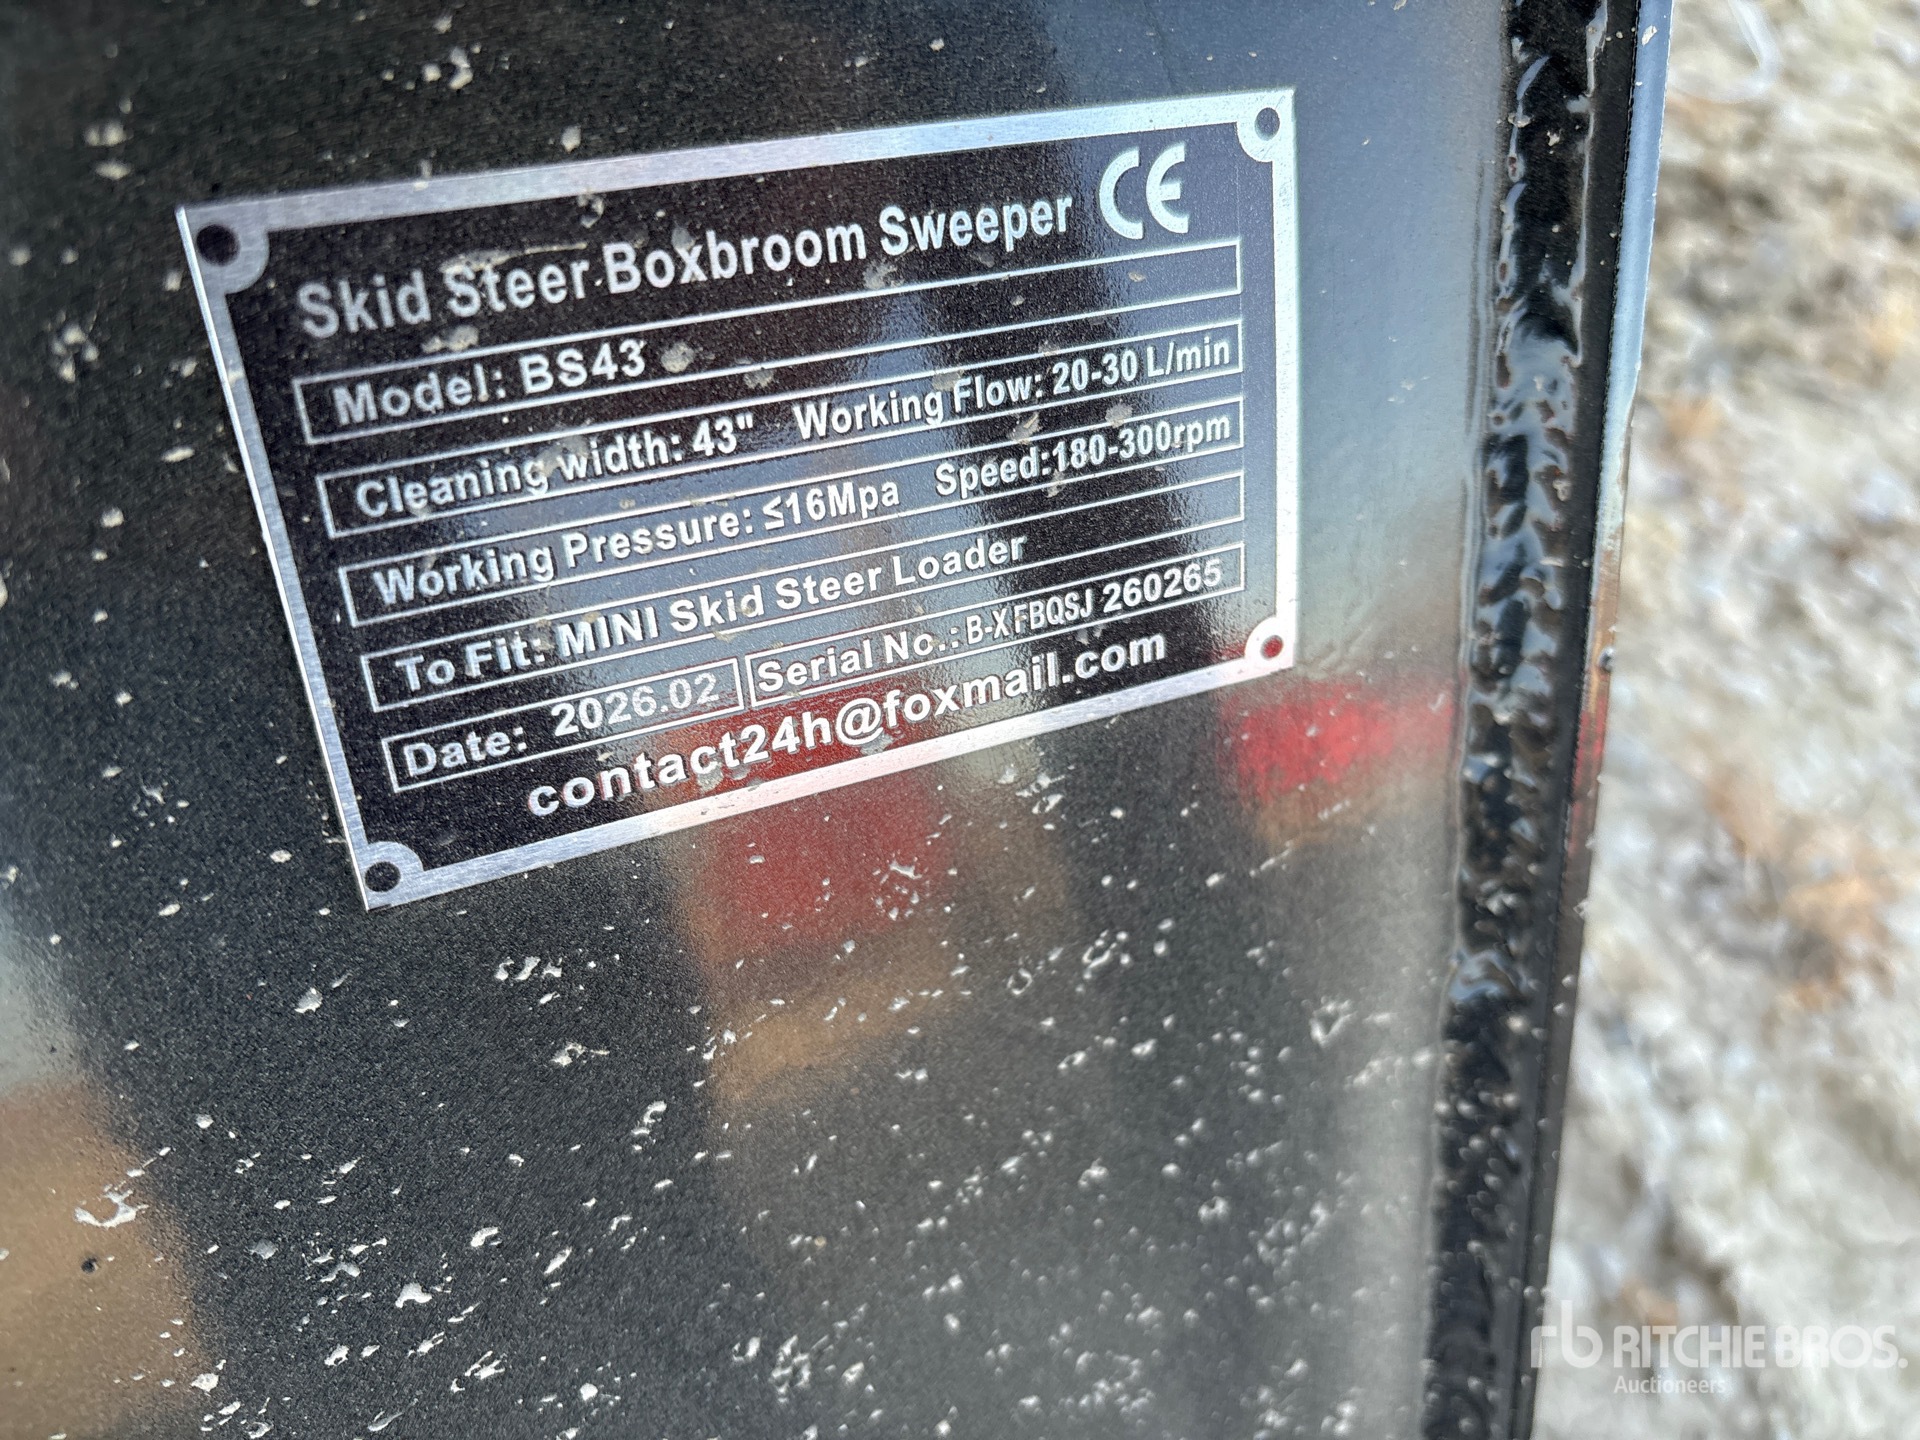 Skid Steer Boxbroom Sweeper CE
Model: BS43
Cleaning width: 43" Working Flow: 20-30 L/min
Working Pressure: ≤16Mpa Speed:180-300rpm
To Fit: MINI Skid Steer Loader
Date: 2026.02 Serial No.: B-XFBQSJ 260265
contact24h@foxmail.com
rb RITCHIE BROS.
Auctioneers